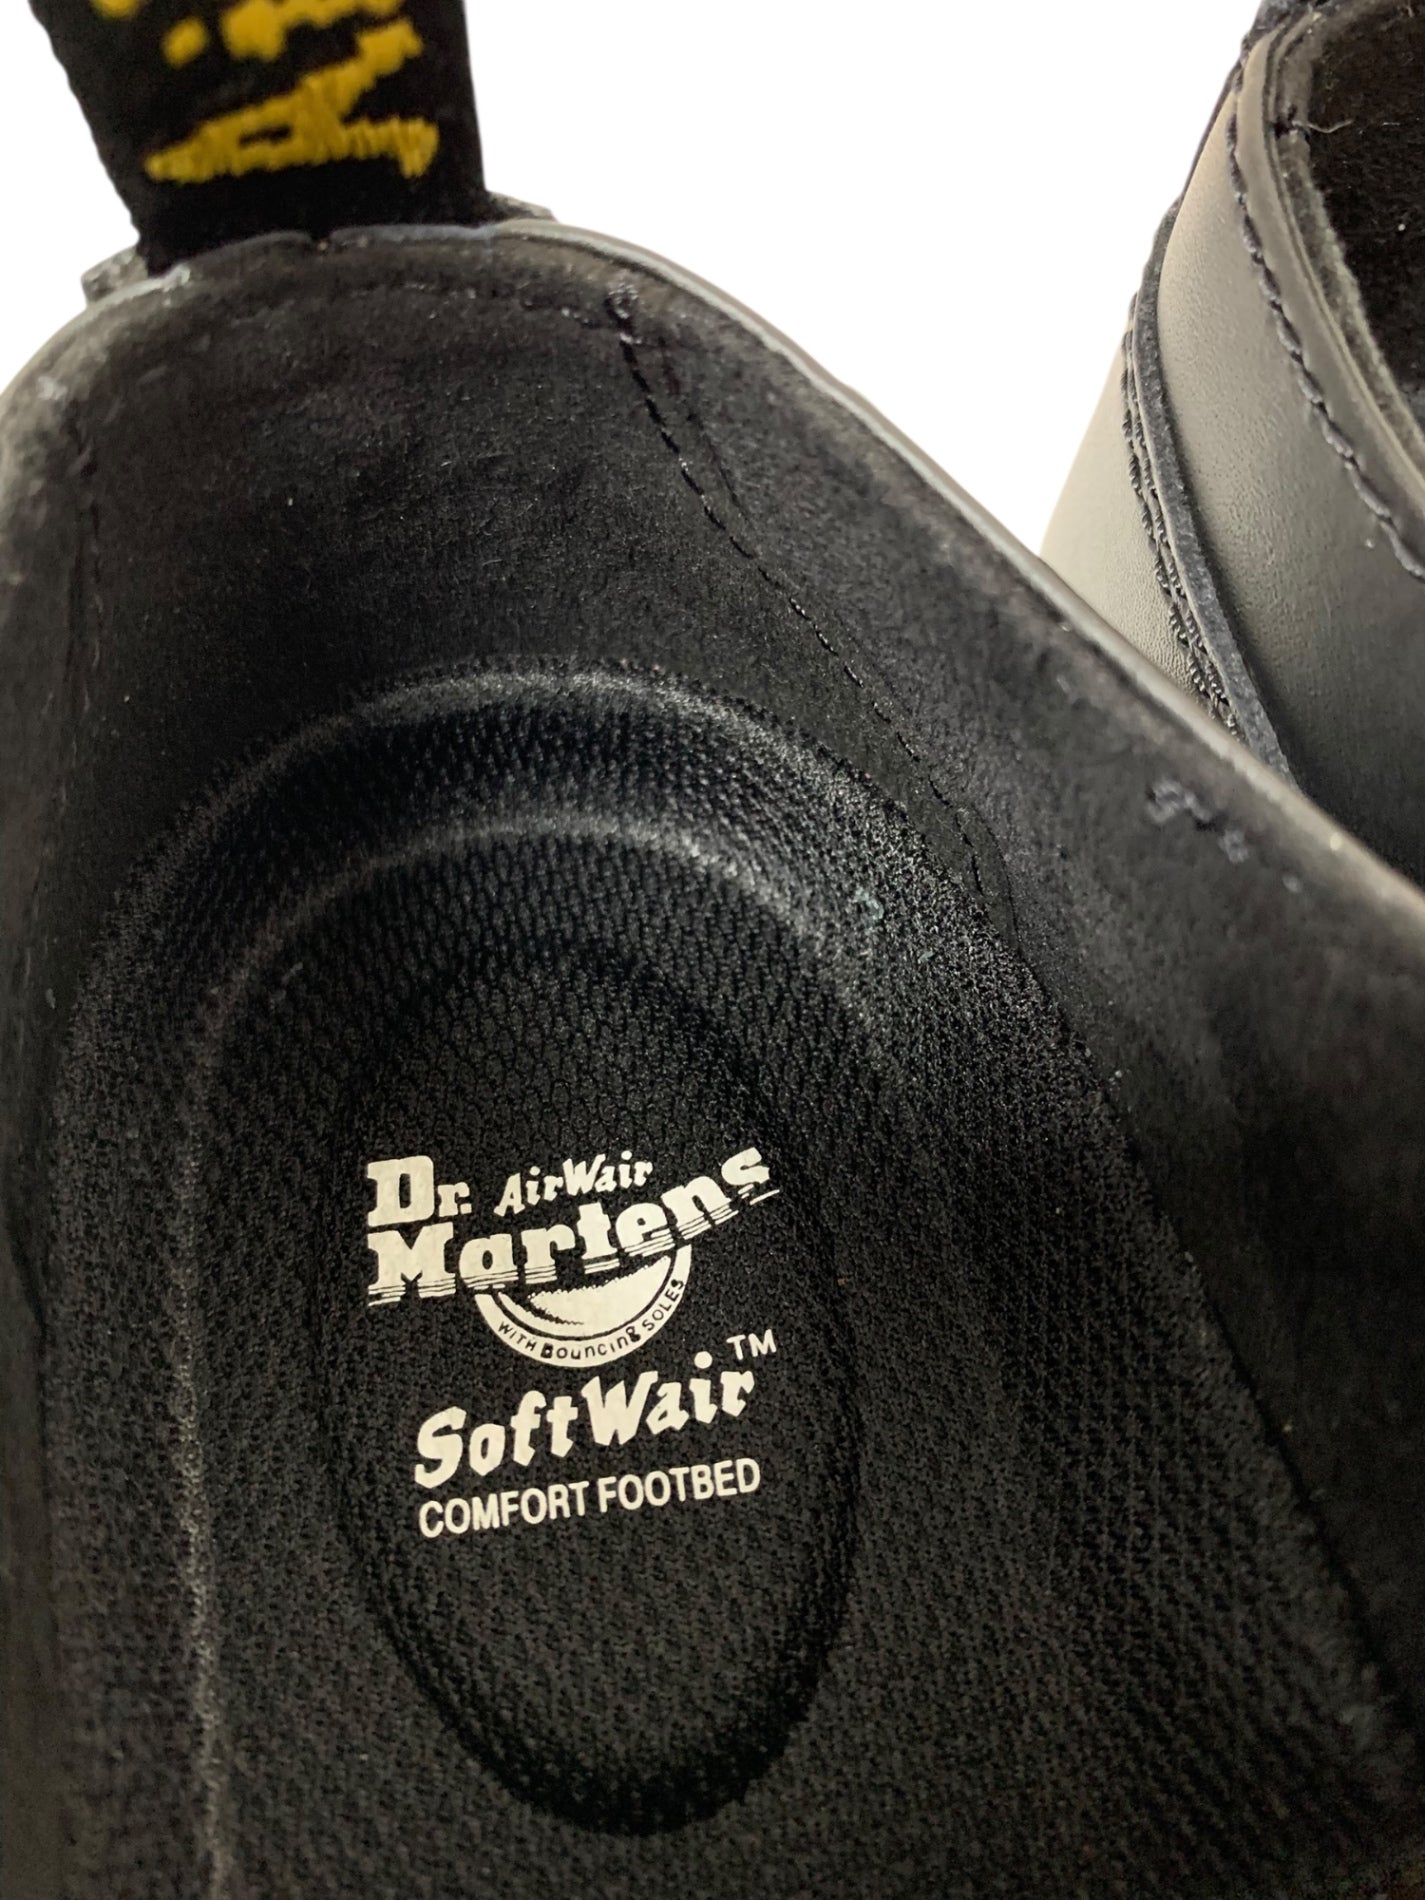 Dr. AirWair
Martens
WITH Bouncing SOLES
SoftWair™
COMFORT FOOTBED